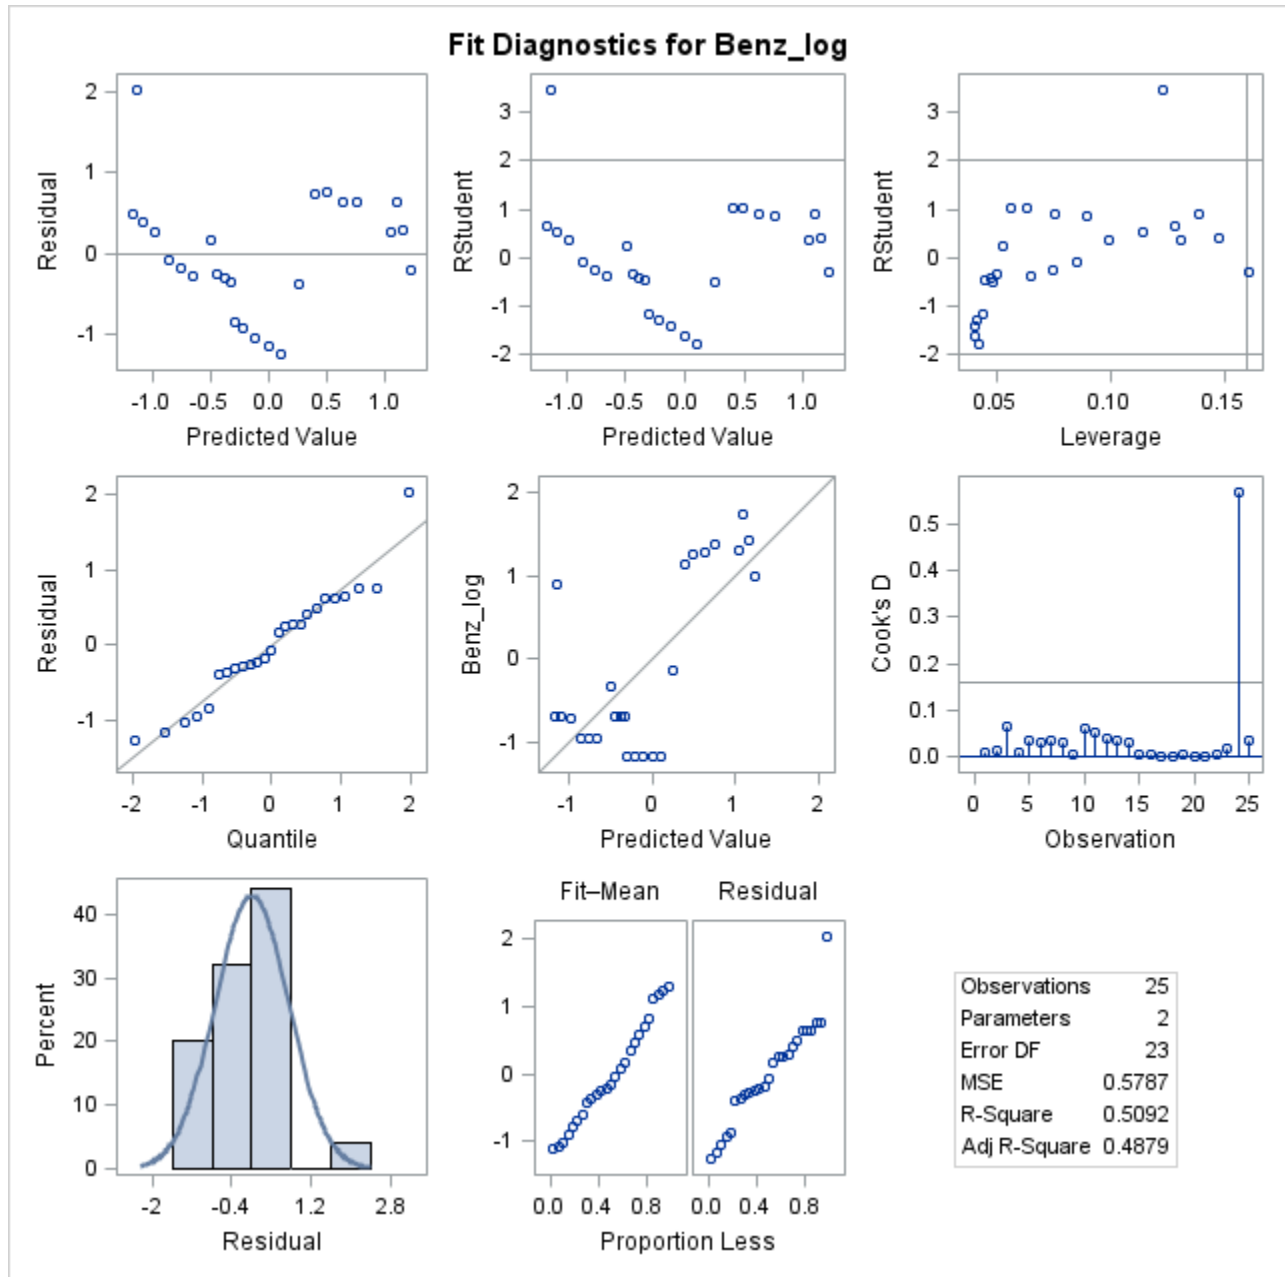 Fit Diagnostics for Benz_log
Residual
2
1
0
-1
-1.0 -0.5 0.0 0.5 1.0
Predicted Value
RStudent
3
2
1
0
-1
-2
-1.0 -0.5 0.0 0.5 1.0
Predicted Value
RStudent
3
2
1
0
-1
-2
0.05 0.10 0.15
Leverage
Residual
2
1
0
-1
-2 -1 0 1 2
Quantile
Benz_log
2
1
0
-1
-1 0 1 2
Predicted Value
Cook's D
0.5
0.4
0.3
0.2
0.1
0.0
0 5 10 15 20 25
Observation
Percent
40
30
20
10
0
-2 -0.4 1.2 2.8
Residual
Fit–Mean Residual
2
1
0
-1
0.0 0.4 0.8 0.0 0.4 0.8
Proportion Less
Observations 25
Parameters 2
Error DF 23
MSE 0.5787
R-Square 0.5092
Adj R-Square 0.4879